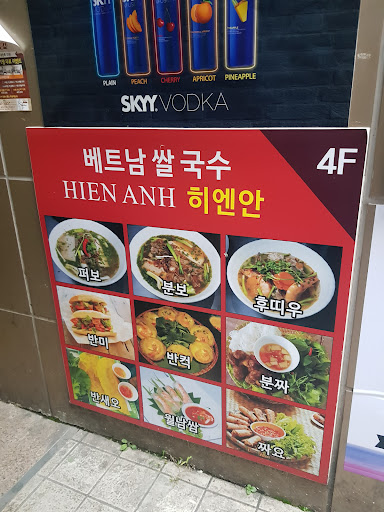 PLAIN
PEACH
CHERRY
APRICOT
PINEAPPLE
SKYY.VODKA
베트남 쌀 국수
4F
HIEN ANH 히엔안
퍼보
분보
후띠우
반미
반컥
분짜
반새오
월남쌈
짜요